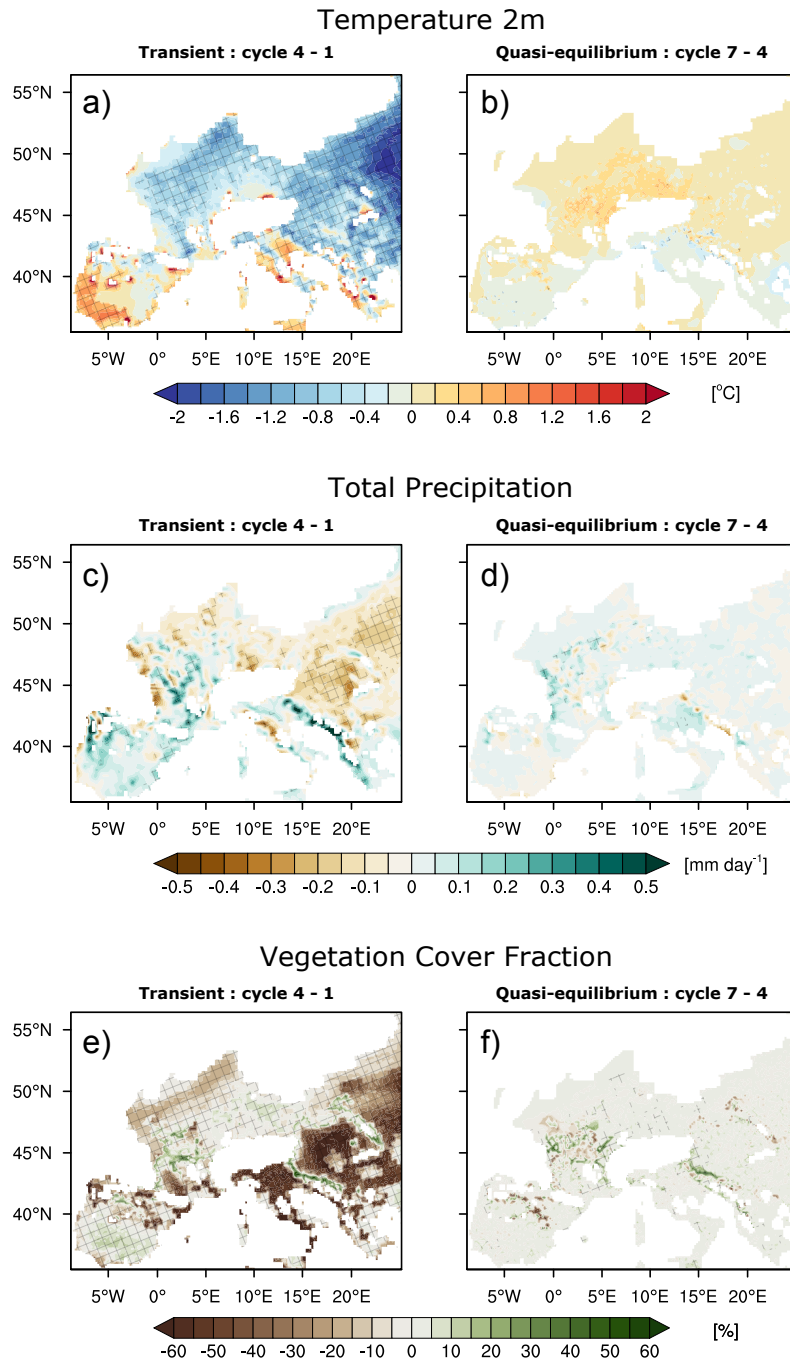 Temperature 2m
Transient : cycle 4 - 1
Quasi-equilibrium : cycle 7 - 4
a)
b)
55°N
50°N
45°N
40°N
5°W 0° 5°E 10°E 15°E 20°E
5°W 0° 5°E 10°E 15°E 20°E
-2 -1.6 -1.2 -0.8 -0.4 0 0.4 0.8 1.2 1.6 2
[°C]
Total Precipitation
Transient : cycle 4 - 1
Quasi-equilibrium : cycle 7 - 4
c)
d)
55°N
50°N
45°N
40°N
5°W 0° 5°E 10°E 15°E 20°E
5°W 0° 5°E 10°E 15°E 20°E
-0.5 -0.4 -0.3 -0.2 -0.1 0 0.1 0.2 0.3 0.4 0.5
[mm day⁻¹]
Vegetation Cover Fraction
Transient : cycle 4 - 1
Quasi-equilibrium : cycle 7 - 4
e)
f)
55°N
50°N
45°N
40°N
5°W 0° 5°E 10°E 15°E 20°E
5°W 0° 5°E 10°E 15°E 20°E
-60 -50 -40 -30 -20 -10 0 10 20 30 40 50 60
[%]